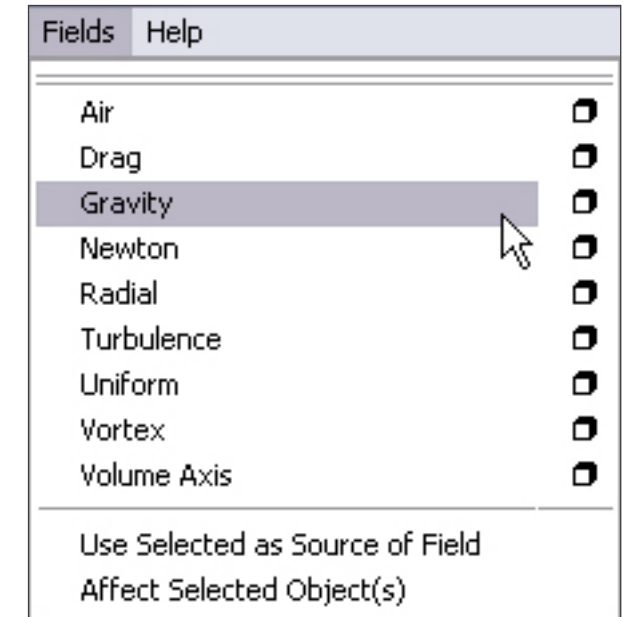 Fields Help
Air
Drag
Gravity
Newton
Radial
Turbulence
Uniform
Vortex
Volume Axis
Use Selected as Source of Field
Affect Selected Object(s)